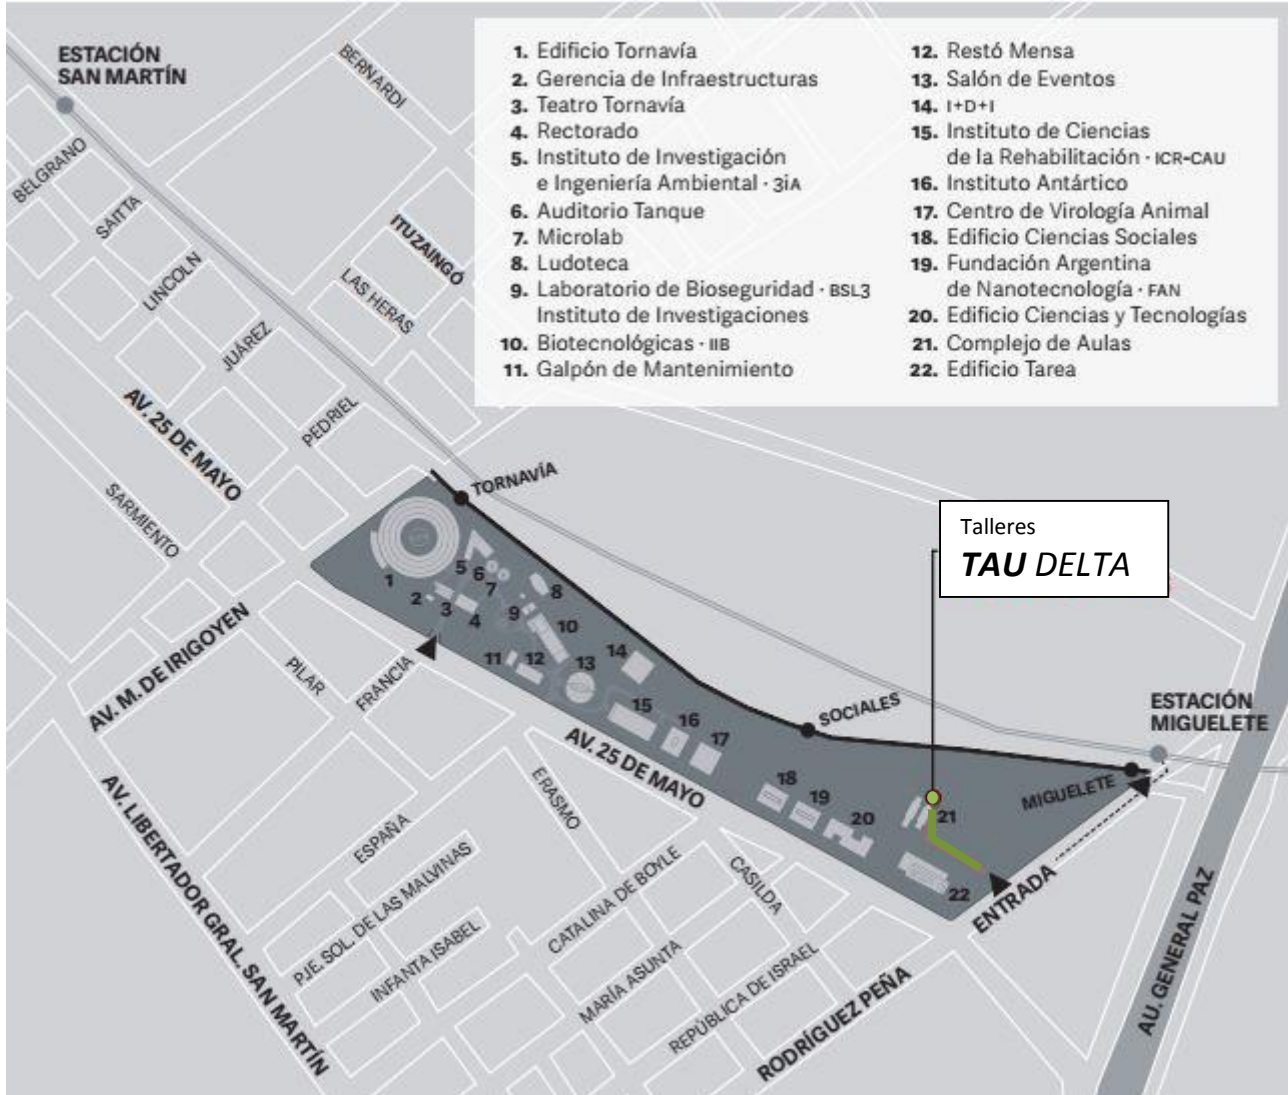 ESTACIÓN
SAN MARTÍN
BERNARDI
BELGRANO
SAITTA
LINCOLN
JUÁREZ
PEDRIEL
ITUZAINGÓ
LAS HERAS
1. Edificio Tornavía
2. Gerencia de Infraestructuras
3. Teatro Tornavía
4. Rectorado
5. Instituto de Investigación
e Ingeniería Ambiental · 3iA
6. Auditorio Tanque
7. Microlab
8. Ludoteca
9. Laboratorio de Bioseguridad · BSL3
Instituto de Investigaciones
10. Biotecnológicas · IIB
11. Galpón de Mantenimiento
12. Restó Mensa
13. Salón de Eventos
14. I+D+I
15. Instituto de Ciencias
de la Rehabilitación · ICR-CAU
16. Instituto Antártico
17. Centro de Virología Animal
18. Edificio Ciencias Sociales
19. Fundación Argentina
de Nanotecnología · FAN
20. Edificio Ciencias y Tecnologías
21. Complejo de Aulas
22. Edificio Tarea
AV. 25 DE MAYO
SARMIENTO
TORNAVÍA
Talleres
TAU DELTA
1
2
3
4
5
6
7
8
9
10
11
12
13
14
15
16
17
18
19
20
21
22
SOCIALES
MIGUELETE
ESTACIÓN
MIGUELETE
ENTRADA
AV. M. DE IRIGOYEN
PILAR
FRANCIA
AV. 25 DE MAYO
AV. LIBERTADOR GRAL. SAN MARTÍN
ESPAÑA
PJE. SOL. DE LAS MALVINAS
INFANTA ISABEL
ERASMO
CATALINA DE BOYLE
CASILDA
MARÍA ASUNTA
REPÚBLICA DE ISRAEL
RODRÍGUEZ PEÑA
AU. GENERAL PAZ